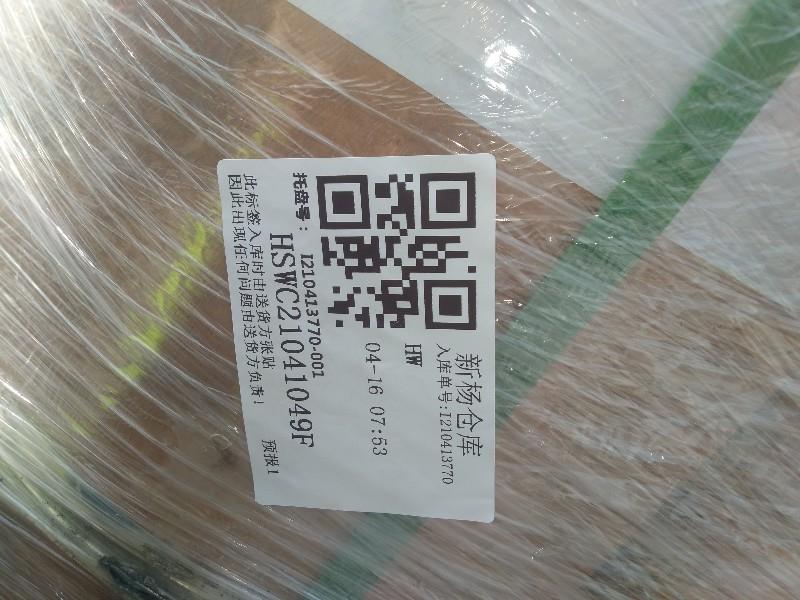 新杨仓库
入库单号:I210413770
HW
04-16 07:53
托盘号: I210413770-001
HSWC21041049F
预报1
此标签入库时由送货方张贴
因此出现任何问题由送货方负责!